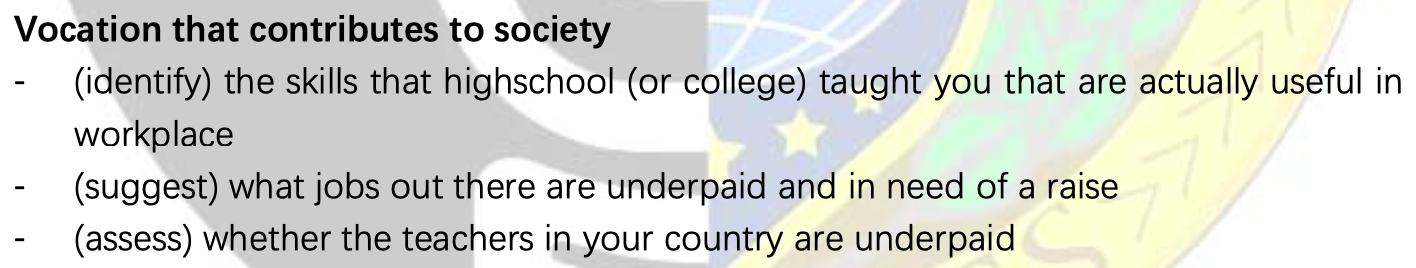 Vocation that contributes to society
- (identify) the skills that highschool (or college) taught you that are actually useful in
workplace
- (suggest) what jobs out there are underpaid and in need of a raise
- (assess) whether the teachers in your country are underpaid